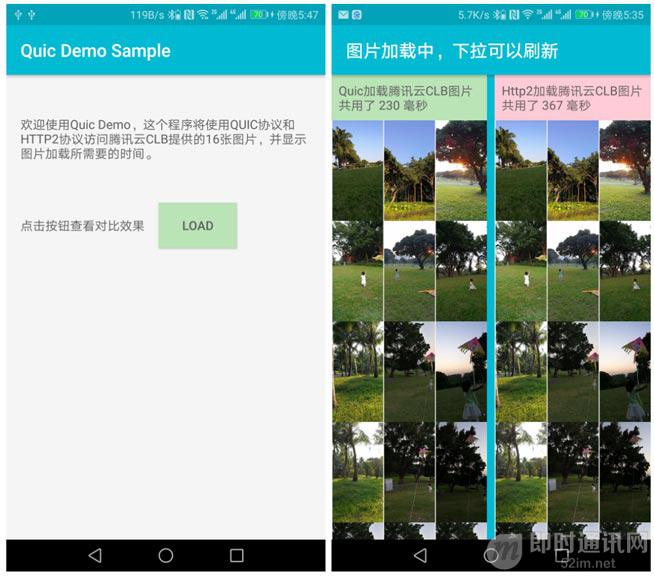 119B/s 2G 4G 70 傍晚5:47
Quic Demo Sample
欢迎使用Quic Demo，这个程序将使用QUIC协议和
HTTP2协议访问腾讯云CLB提供的16张图片，并显示
图片加载所需要的时间。
点击按钮查看对比效果
LOAD
5.7K/s 2G 4G 70 傍晚5:35
图片加载中，下拉可以刷新
Quic加载腾讯云CLB图片
共用了 230 毫秒
Http2加载腾讯云CLB图片
共用了 367 毫秒
即时通讯网
52im.net